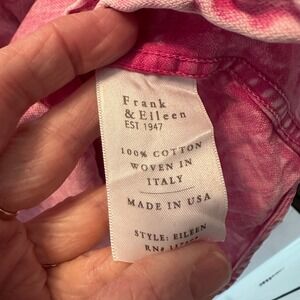 Frank
& Eileen
EST 1947
100% COTTON
WOVEN IN
ITALY
MADE IN USA
STYLE: EILEEN
RN#